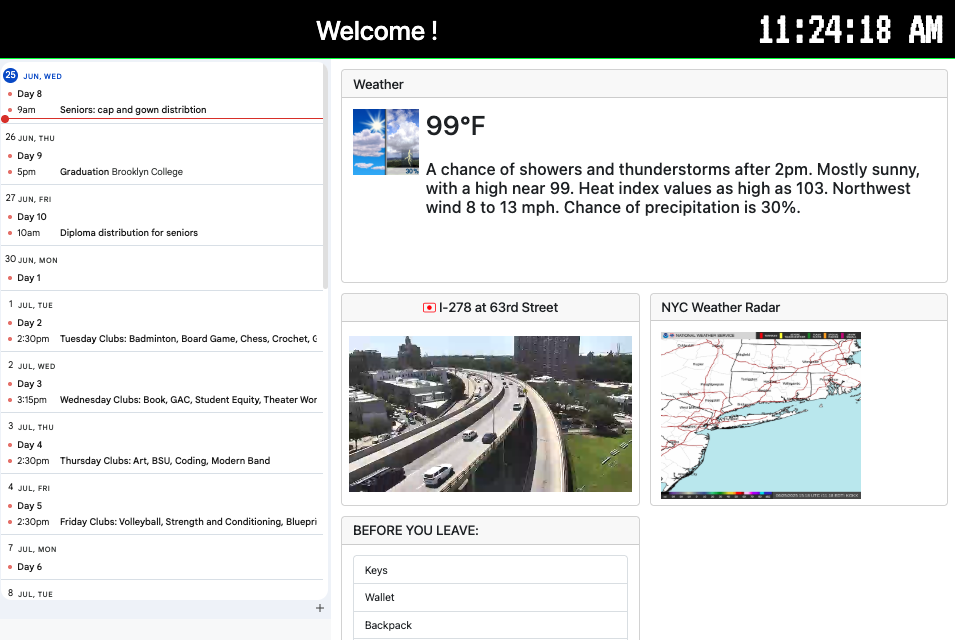 Welcome !
11:24:18 AM
25 JUN, WED
Day 8
9am Seniors: cap and gown distribtion
26 JUN, THU
Day 9
5pm Graduation Brooklyn College
27 JUN, FRI
Day 10
10am Diploma distribution for seniors
30 JUN, MON
Day 1
1 JUL, TUE
Day 2
2:30pm Tuesday Clubs: Badminton, Board Game, Chess, Crochet, G
2 JUL, WED
Day 3
3:15pm Wednesday Clubs: Book, GAC, Student Equity, Theater Wor
3 JUL, THU
Day 4
2:30pm Thursday Clubs: Art, BSU, Coding, Modern Band
4 JUL, FRI
Day 5
2:30pm Friday Clubs: Volleyball, Strength and Conditioning, Bluepri
7 JUL, MON
Day 6
8 JUL, TUE
+
Weather
30%
99°F
A chance of showers and thunderstorms after 2pm. Mostly sunny,
with a high near 99. Heat index values as high as 103. Northwest
wind 8 to 13 mph. Chance of precipitation is 30%.
I-278 at 63rd Street
NYC Weather Radar
NATIONAL WEATHER SERVICE
BEFORE YOU LEAVE:
Keys
Wallet
Backpack